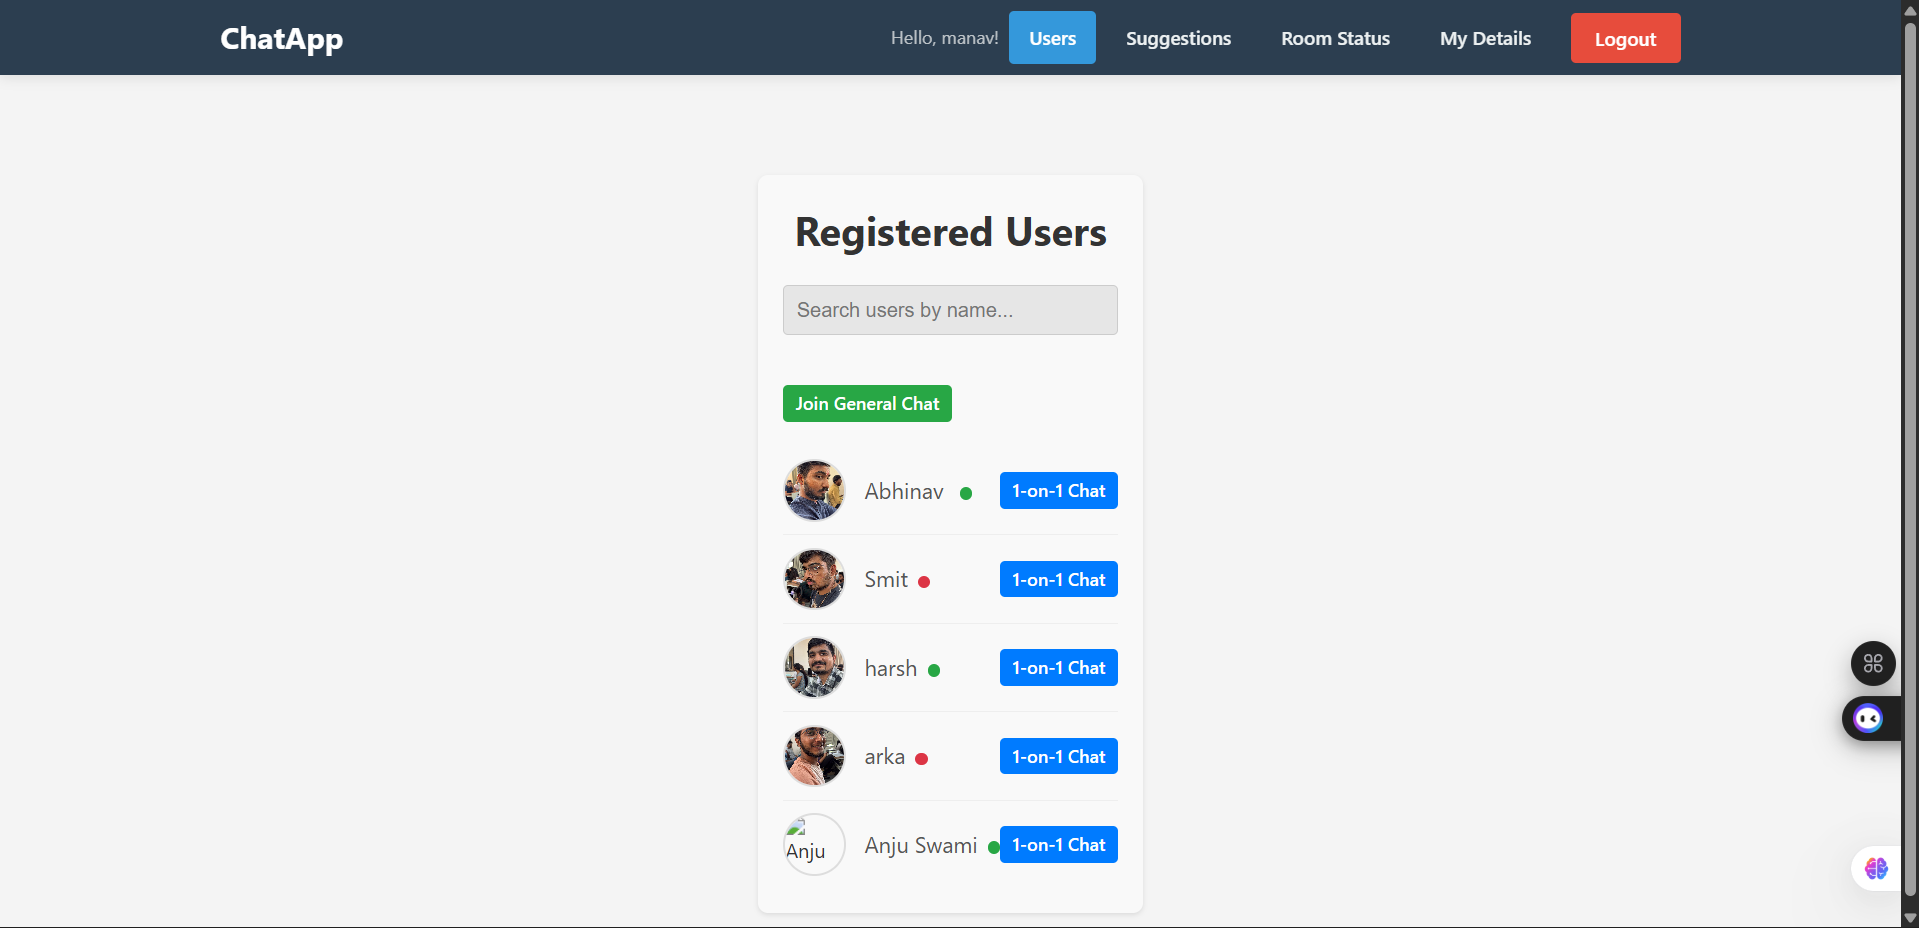 ChatApp
Hello, manav!
Users
Suggestions
Room Status
My Details
Logout
Registered Users
Search users by name...
Join General Chat
Abhinav
1-on-1 Chat
Smit
1-on-1 Chat
harsh
1-on-1 Chat
arka
1-on-1 Chat
Anju
Anju Swami
1-on-1 Chat